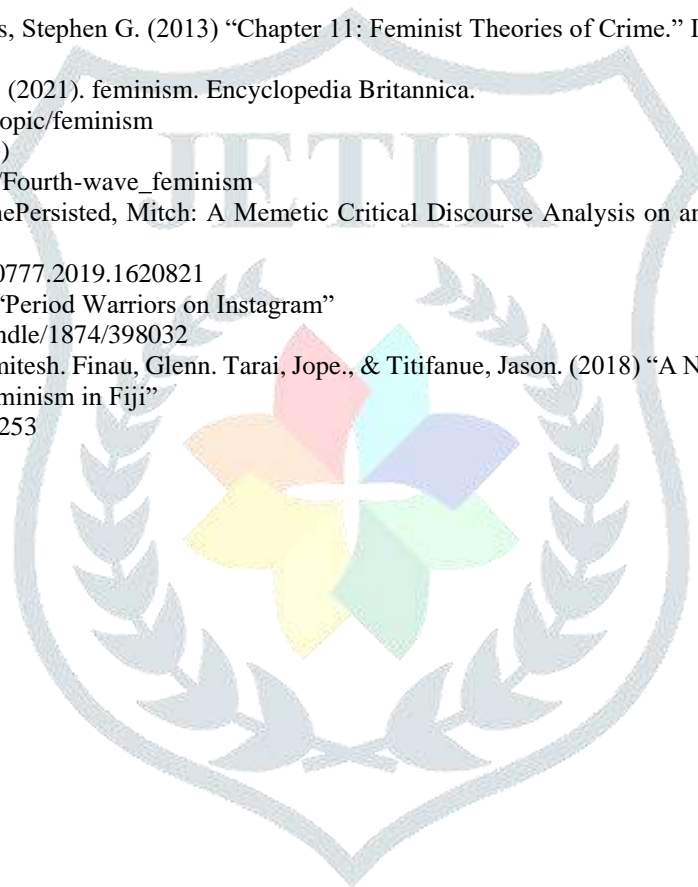 s, Stephen G. (2013) “Chapter 11: Feminist Theories of Crime.” I
(2021). feminism. Encyclopedia Britannica.
opic/feminism
)
/Fourth-wave_feminism
nePersisted, Mitch: A Memetic Critical Discourse Analysis on an
0777.2019.1620821
“Period Warriors on Instagram”
ndle/1874/398032
mitesh. Finau, Glenn. Tarai, Jope., & Titifanue, Jason. (2018) “A N
minism in Fiji”
253
JETIR